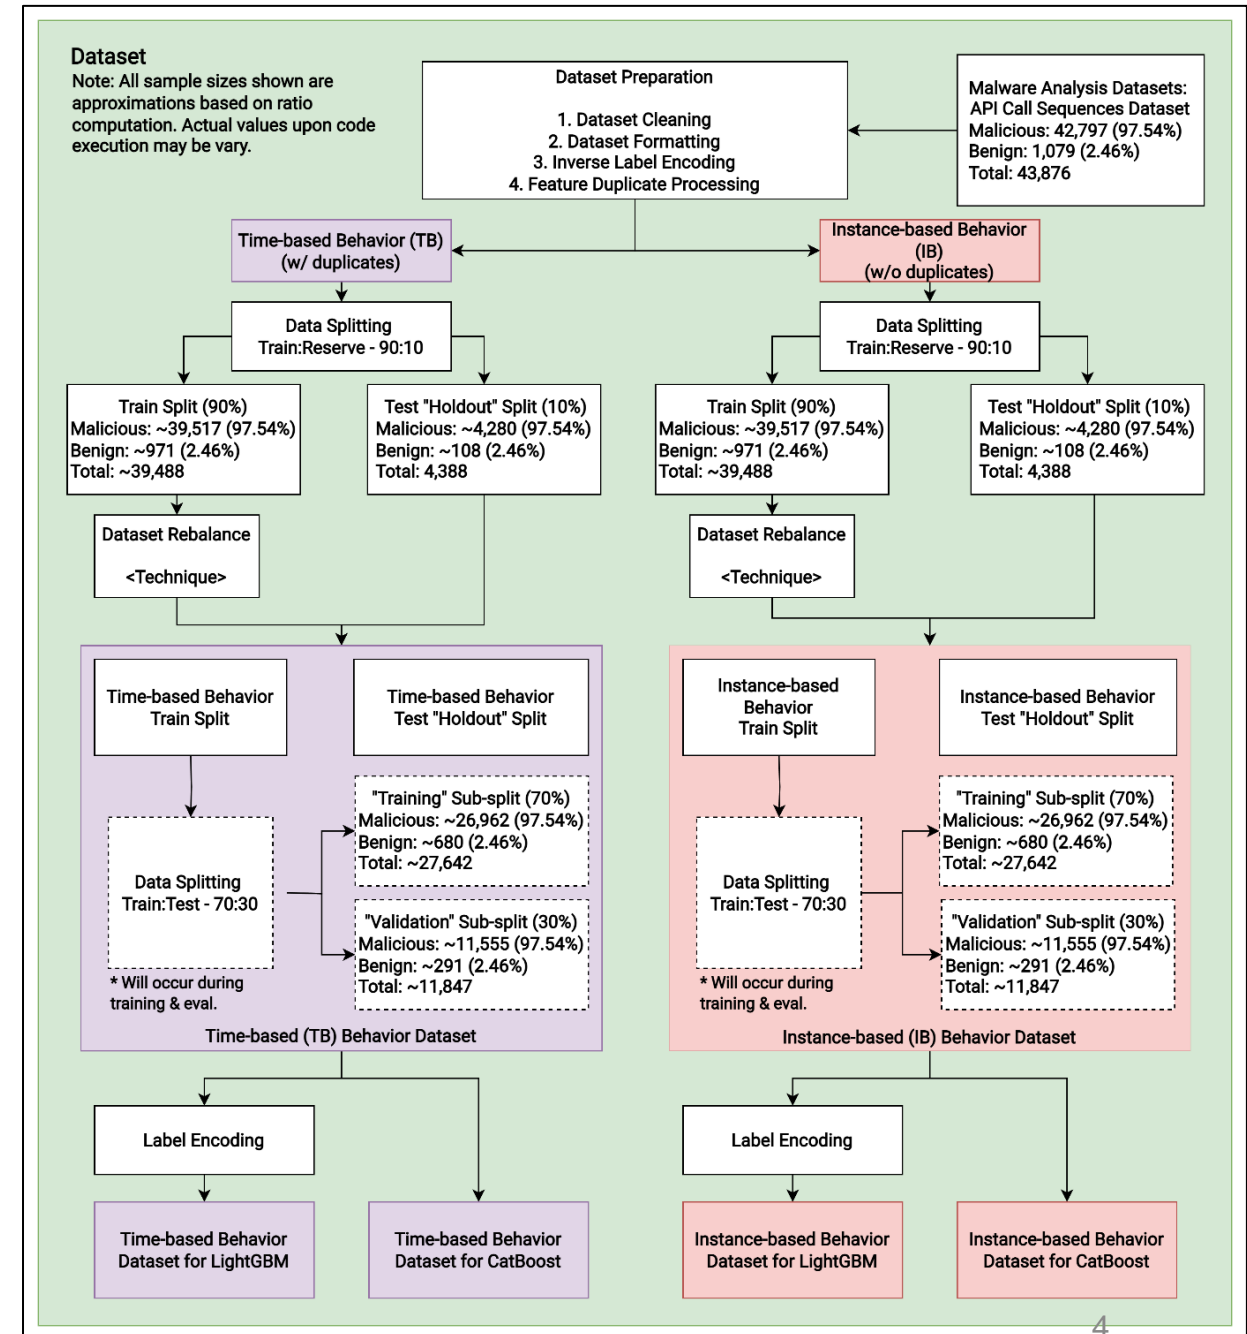 Dataset
Note: All sample sizes shown are
approximations based on ratio
computation. Actual values upon code
execution may be vary.
Dataset Preparation
1. Dataset Cleaning
2. Dataset Formatting
3. Inverse Label Encoding
4. Feature Duplicate Processing
Malware Analysis Datasets:
API Call Sequences Dataset
Malicious: 42,797 (97.54%)
Benign: 1,079 (2.46%)
Total: 43,876
Time-based Behavior (TB)
(w/ duplicates)
Instance-based Behavior
(IB)
(w/o duplicates)
Data Splitting
Train:Reserve - 90:10
Data Splitting
Train:Reserve - 90:10
Train Split (90%)
Malicious: ~39,517 (97.54%)
Benign: ~971 (2.46%)
Total: ~39,488
Test "Holdout" Split (10%)
Malicious: ~4,280 (97.54%)
Benign: ~108 (2.46%)
Total: 4,388
Train Split (90%)
Malicious: ~39,517 (97.54%)
Benign: ~971 (2.46%)
Total: ~39,488
Test "Holdout" Split (10%)
Malicious: ~4,280 (97.54%)
Benign: ~108 (2.46%)
Total: 4,388
Dataset Rebalance
<Technique>
Dataset Rebalance
<Technique>
Time-based Behavior
Train Split
Time-based Behavior
Test "Holdout" Split
Data Splitting
Train:Test - 70:30
* Will occur during
training & eval.
"Training" Sub-split (70%)
Malicious: ~26,962 (97.54%)
Benign: ~680 (2.46%)
Total: ~27,642
"Validation" Sub-split (30%)
Malicious: ~11,555 (97.54%)
Benign: ~291 (2.46%)
Total: ~11,847
Time-based (TB) Behavior Dataset
Instance-based
Behavior
Train Split
Instance-based Behavior
Test "Holdout" Split
Data Splitting
Train:Test - 70:30
* Will occur during
training & eval.
"Training" Sub-split (70%)
Malicious: ~26,962 (97.54%)
Benign: ~680 (2.46%)
Total: ~27,642
"Validation" Sub-split (30%)
Malicious: ~11,555 (97.54%)
Benign: ~291 (2.46%)
Total: ~11,847
Instance-based (IB) Behavior Dataset
Label Encoding
Label Encoding
Time-based Behavior
Dataset for LightGBM
Time-based Behavior
Dataset for CatBoost
Instance-based Behavior
Dataset for LightGBM
Instance-based Behavior
Dataset for CatBoost
4